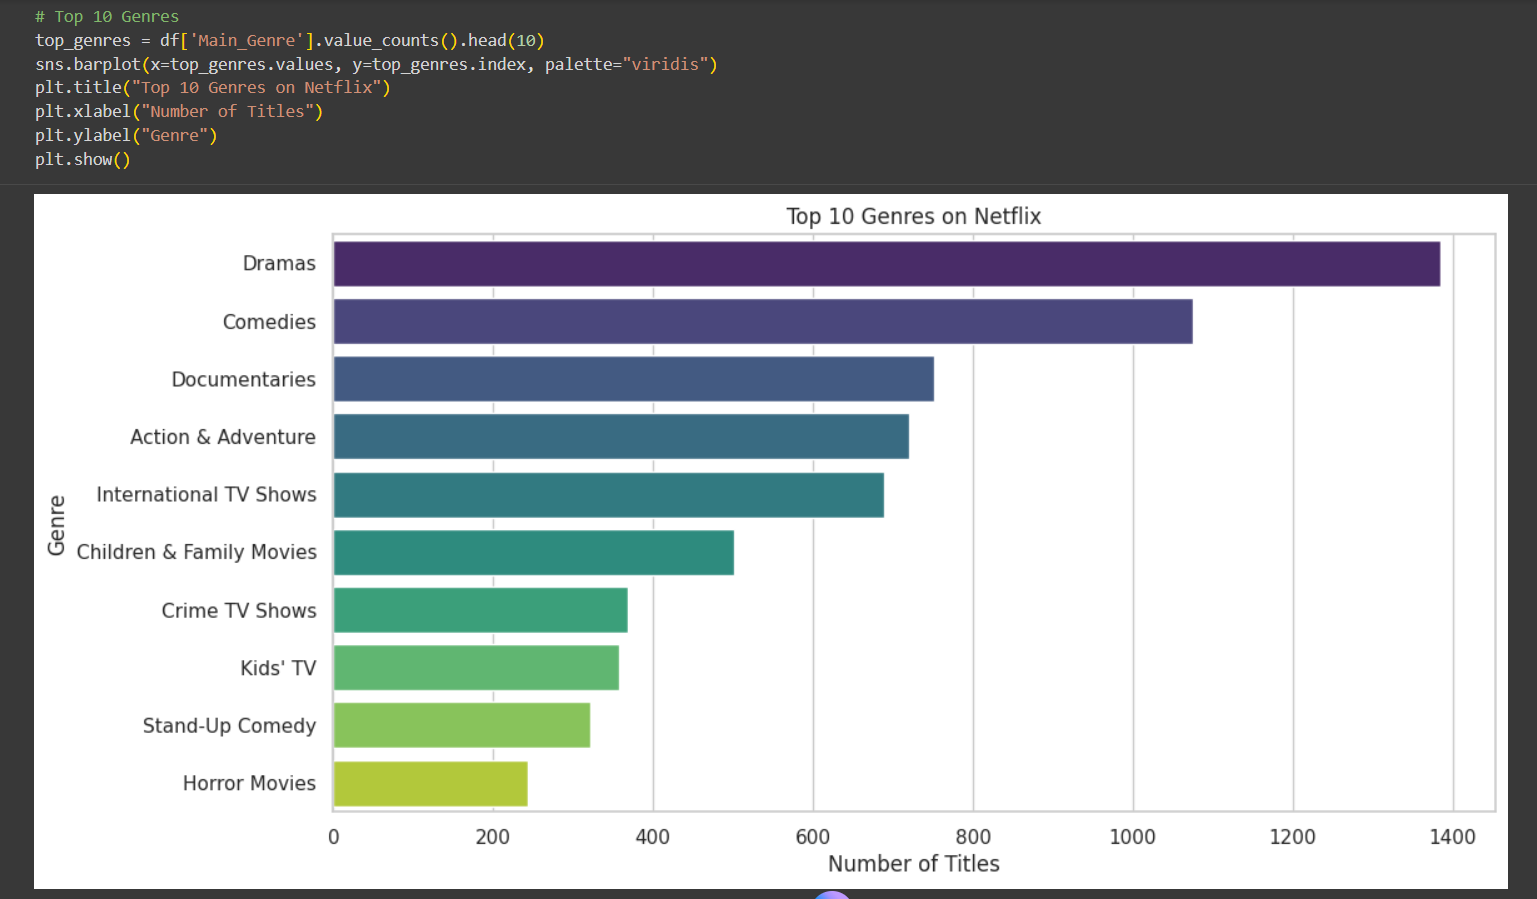 # Top 10 Genres
top_genres = df['Main_Genre'].value_counts().head(10)
sns.barplot(x=top_genres.values, y=top_genres.index, palette="viridis")
plt.title("Top 10 Genres on Netflix")
plt.xlabel("Number of Titles")
plt.ylabel("Genre")
plt.show()
Top 10 Genres on Netflix
Genre
Dramas
Comedies
Documentaries
Action & Adventure
International TV Shows
Children & Family Movies
Crime TV Shows
Kids' TV
Stand-Up Comedy
Horror Movies
0 200 400 600 800 1000 1200 1400
Number of Titles